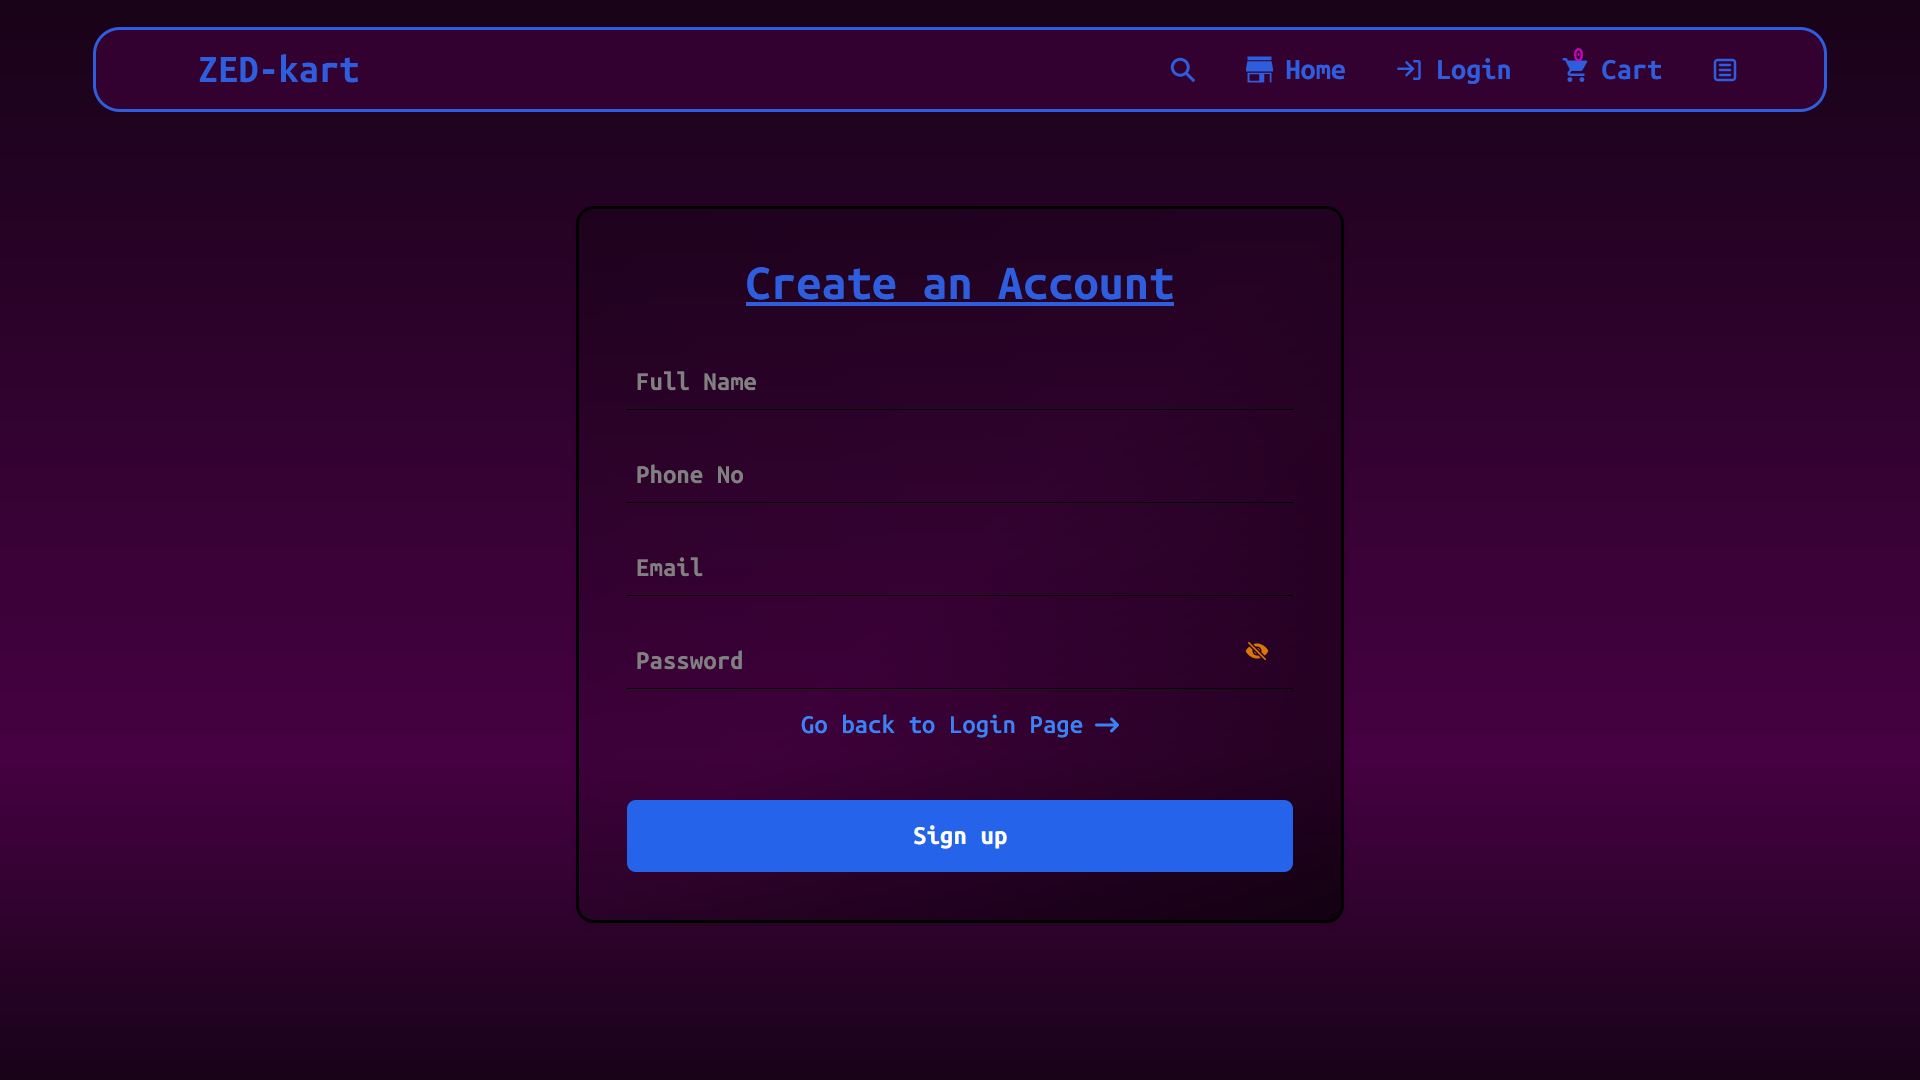 ZED-kart
Home
Login
0
Cart
Create an Account
Full Name
Phone No
Email
Password
Go back to Login Page
Sign up